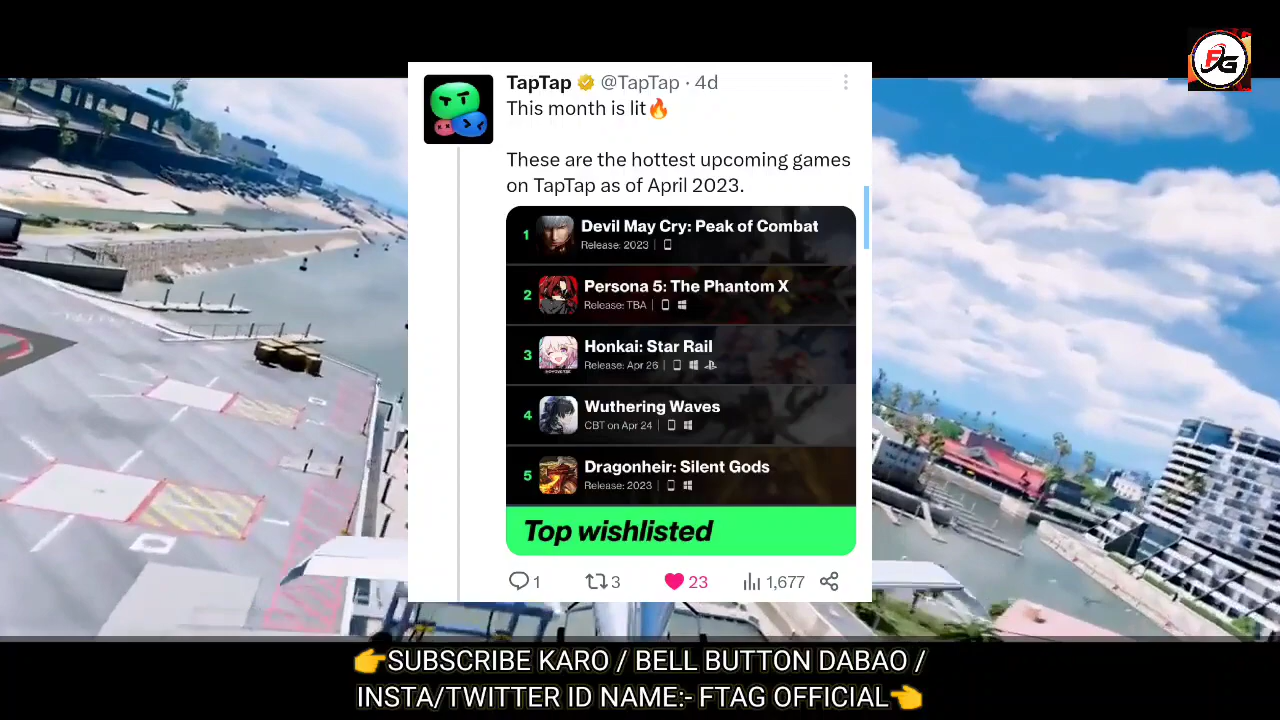 FG
TapTap @TapTap · 4d
This month is lit🔥
These are the hottest upcoming games
on TapTap as of April 2023.
1 Devil May Cry: Peak of Combat
Release: 2023 |
2 Persona 5: The Phantom X
Release: TBA |
3 Honkai: Star Rail
Release: Apr 26 |
4 Wuthering Waves
CBT on Apr 24 |
5 Dragonheir: Silent Gods
Release: 2023 |
Top wishlisted
1 3 23 1,677
👉SUBSCRIBE KARO / BELL BUTTON DABAO /
INSTA/TWITTER ID NAME:- FTAG OFFICIAL👈